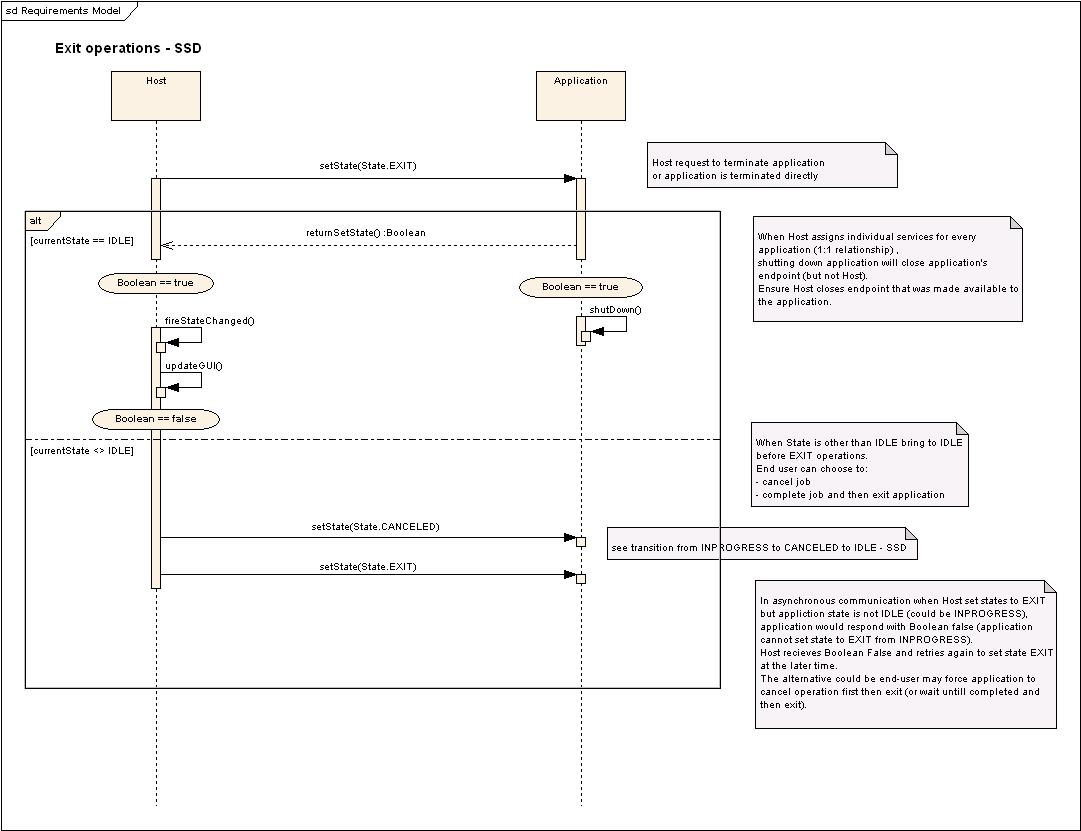 sd Requirements Model
Exit operations - SSD
Host
Application
setState(State.EXIT)
Host request to terminate application
or application is terminated directly
alt
[currentState == IDLE]
returnSetState() :Boolean
When Host assigns individual services for every
application (1:1 relationship) ,
shutting down application will close application's
endpoint (but not Host).
Ensure Host closes endpoint that was made available to
the application.
Boolean == true
Boolean == true
shutDown()
fireStateChanged()
updateGUI()
Boolean == false
[currentState <> IDLE]
When State is other than IDLE bring to IDLE
before EXIT operations.
End user can choose to:
- cancel job
- complete job and then exit application
setState(State.CANCELED)
see transition from INPROGRESS to CANCELED to IDLE - SSD
setState(State.EXIT)
In asynchronous communication when Host set states to EXIT
but appliction state is not IDLE (could be INPROGRESS),
application would respond with Boolean false (application
cannot set state to EXIT from INPROGRESS).
Host recieves Boolean False and retries again to set state EXIT
at the later time.
The alternative could be end-user may force application to
cancel operation first then exit (or wait untill completed and
then exit).